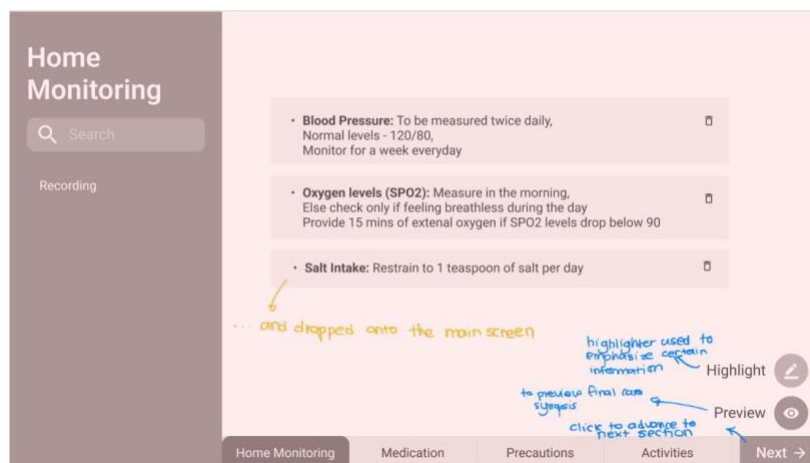 Home
Monitoring
Search
Recording
• Blood Pressure: To be measured twice daily,
Normal levels - 120/80,
Monitor for a week everyday
• Oxygen levels (SPO2): Measure in the morning,
Else check only if feeling breathless during the day
Provide 15 mins of extenal oxygen if SPO2 levels drop below 90
• Salt Intake: Restrain to 1 teaspoon of salt per day
... and dropped onto the main screen
highlighter used to
emphasize certain
information
Highlight
to preview final care
Preview
click to advance to
next section
Home Monitoring
Medication
Precautions
Activities
Next →